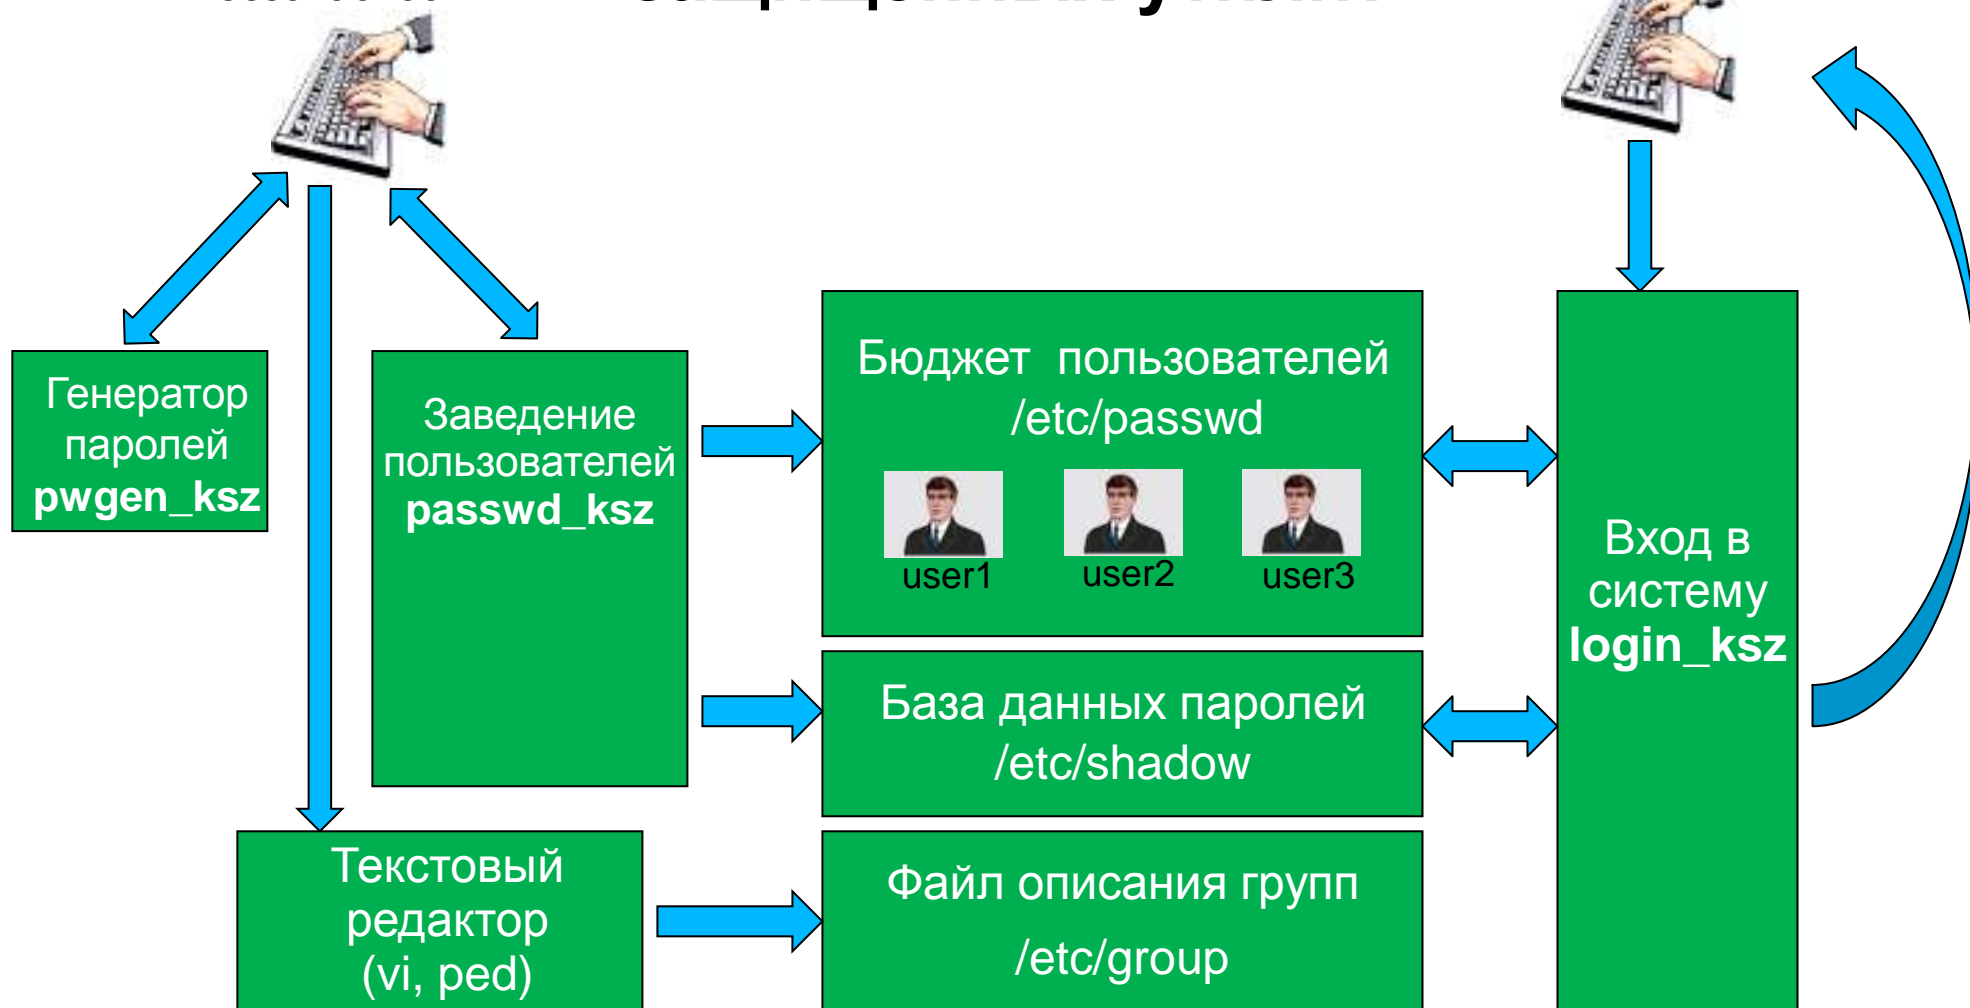 Генератор
паролей
pwgen_ksz
Заведение
пользователей
passwd_ksz
Бюджет пользователей
/etc/passwd
user1
user2
user3
База данных паролей
/etc/shadow
Вход в
систему
login_ksz
Текстовый
редактор
(vi, ped)
Файл описания групп
/etc/group